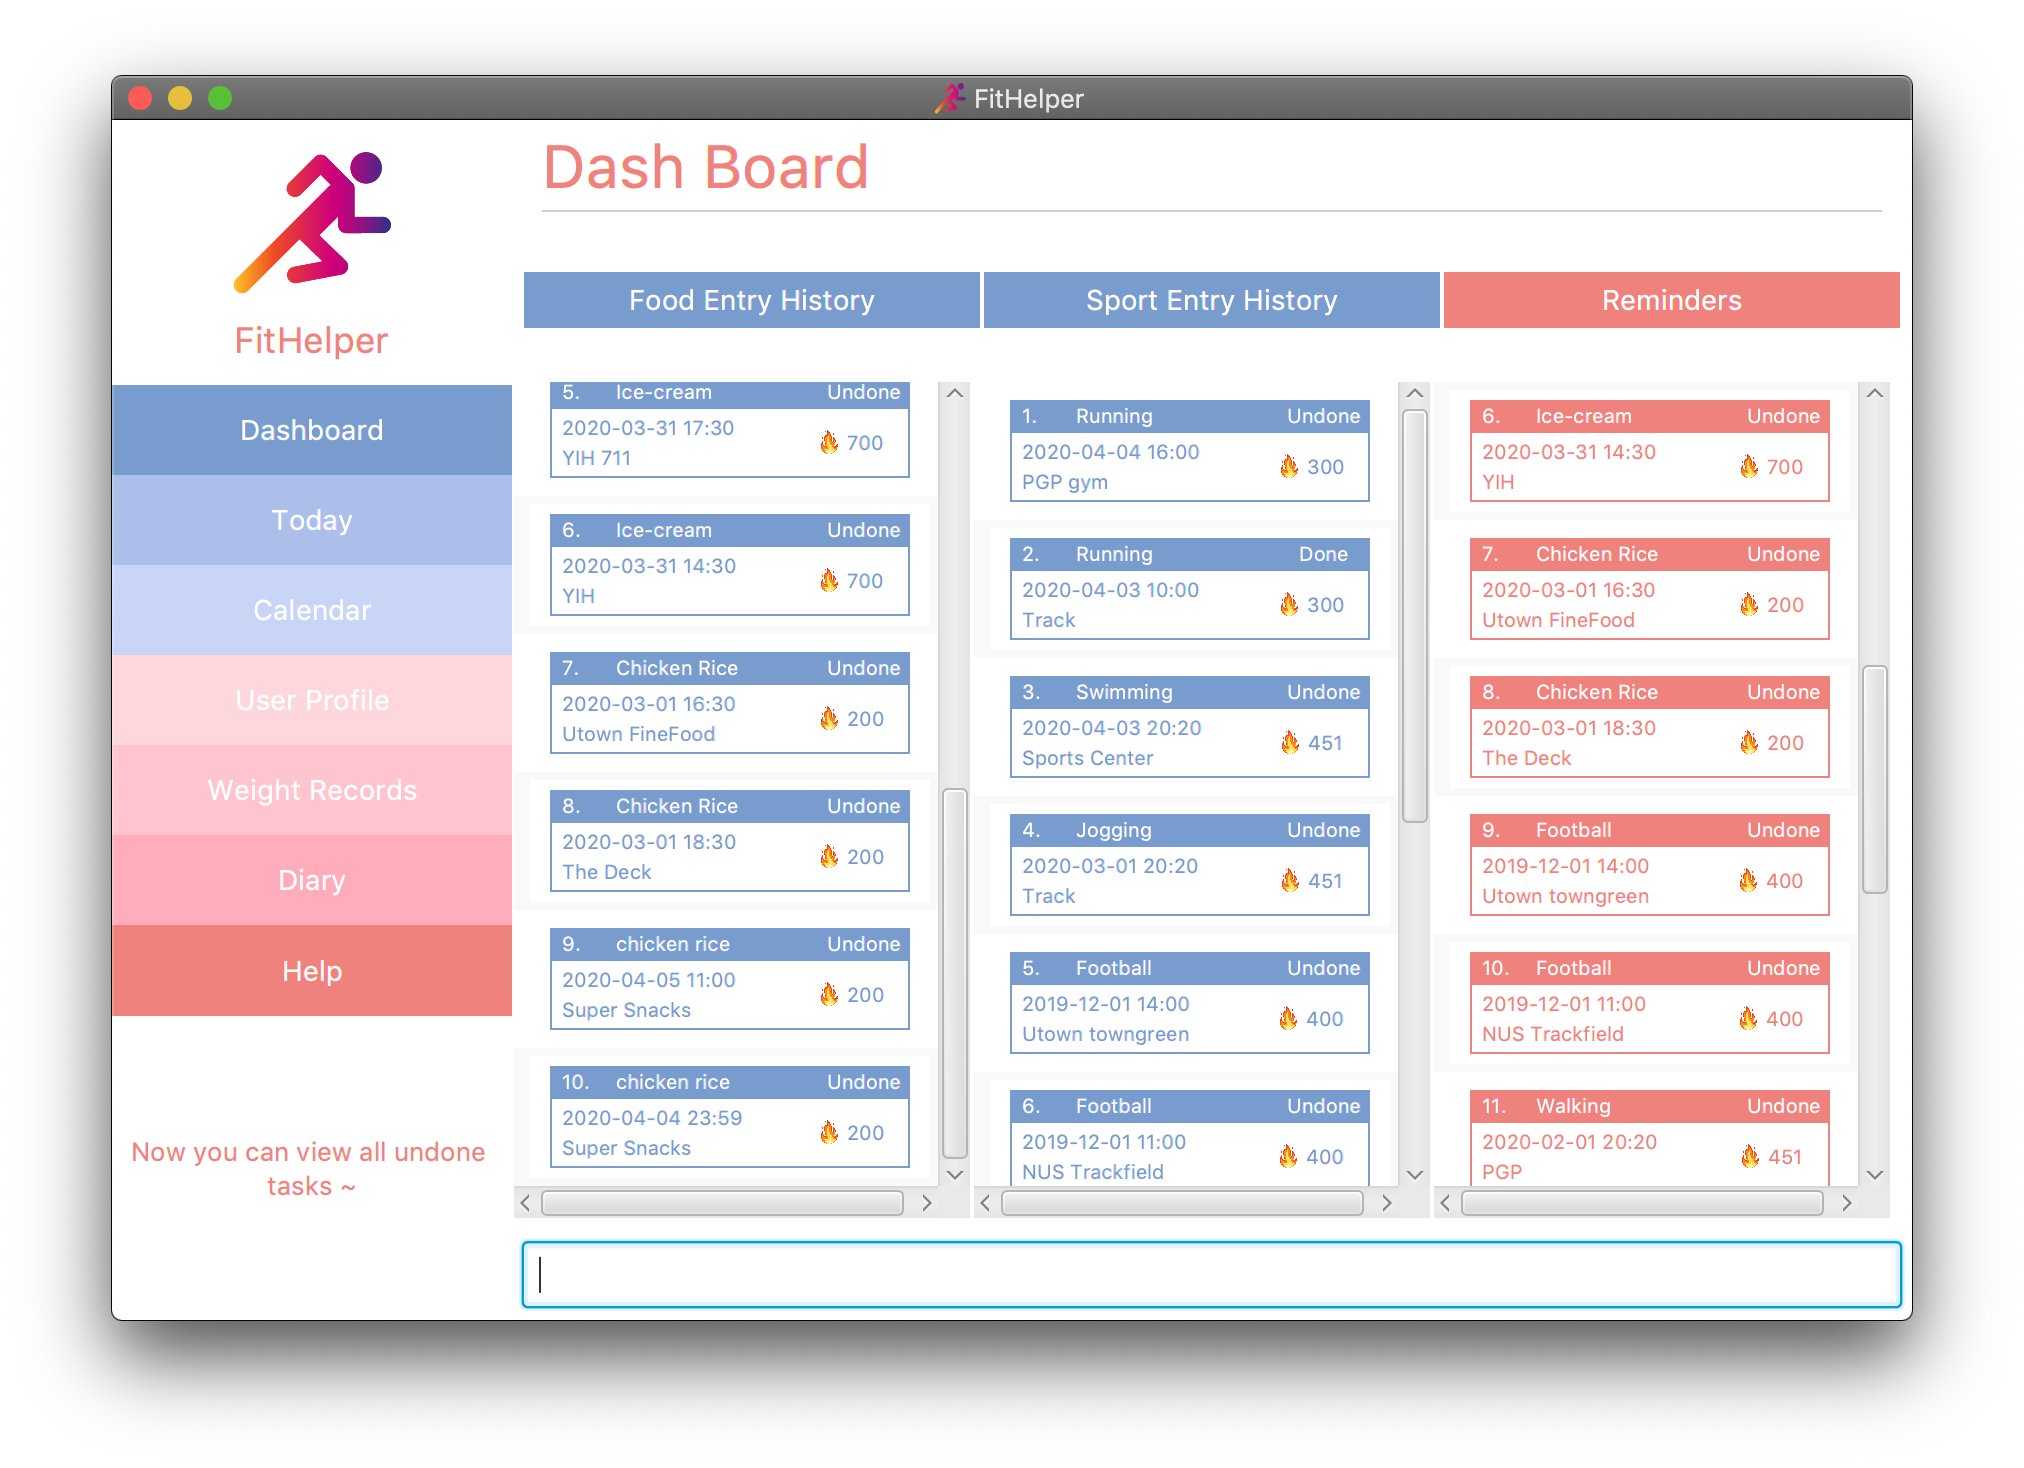 FitHelper
FitHelper
Dashboard
Today
Calendar
User Profile
Weight Records
Diary
Help
Now you can view all undone
tasks ~
Dash Board
Food Entry History
5. Ice-cream Undone
2020-03-31 17:30
700
YIH 711
6. Ice-cream Undone
2020-03-31 14:30
700
YIH
7. Chicken Rice Undone
2020-03-01 16:30
200
Utown FineFood
8. Chicken Rice Undone
2020-03-01 18:30
200
The Deck
9. chicken rice Undone
2020-04-05 11:00
200
Super Snacks
10. chicken rice Undone
2020-04-04 23:59
200
Super Snacks
Sport Entry History
1. Running Undone
2020-04-04 16:00
300
PGP gym
2. Running Done
2020-04-03 10:00
300
Track
3. Swimming Undone
2020-04-03 20:20
451
Sports Center
4. Jogging Undone
2020-03-01 20:20
451
Track
5. Football Undone
2019-12-01 14:00
400
Utown towngreen
6. Football Undone
2019-12-01 11:00
400
NUS Trackfield
Reminders
6. Ice-cream Undone
2020-03-31 14:30
700
YIH
7. Chicken Rice Undone
2020-03-01 16:30
200
Utown FineFood
8. Chicken Rice Undone
2020-03-01 18:30
200
The Deck
9. Football Undone
2019-12-01 14:00
400
Utown towngreen
10. Football Undone
2019-12-01 11:00
400
NUS Trackfield
11. Walking Undone
2020-02-01 20:20
451
PGP